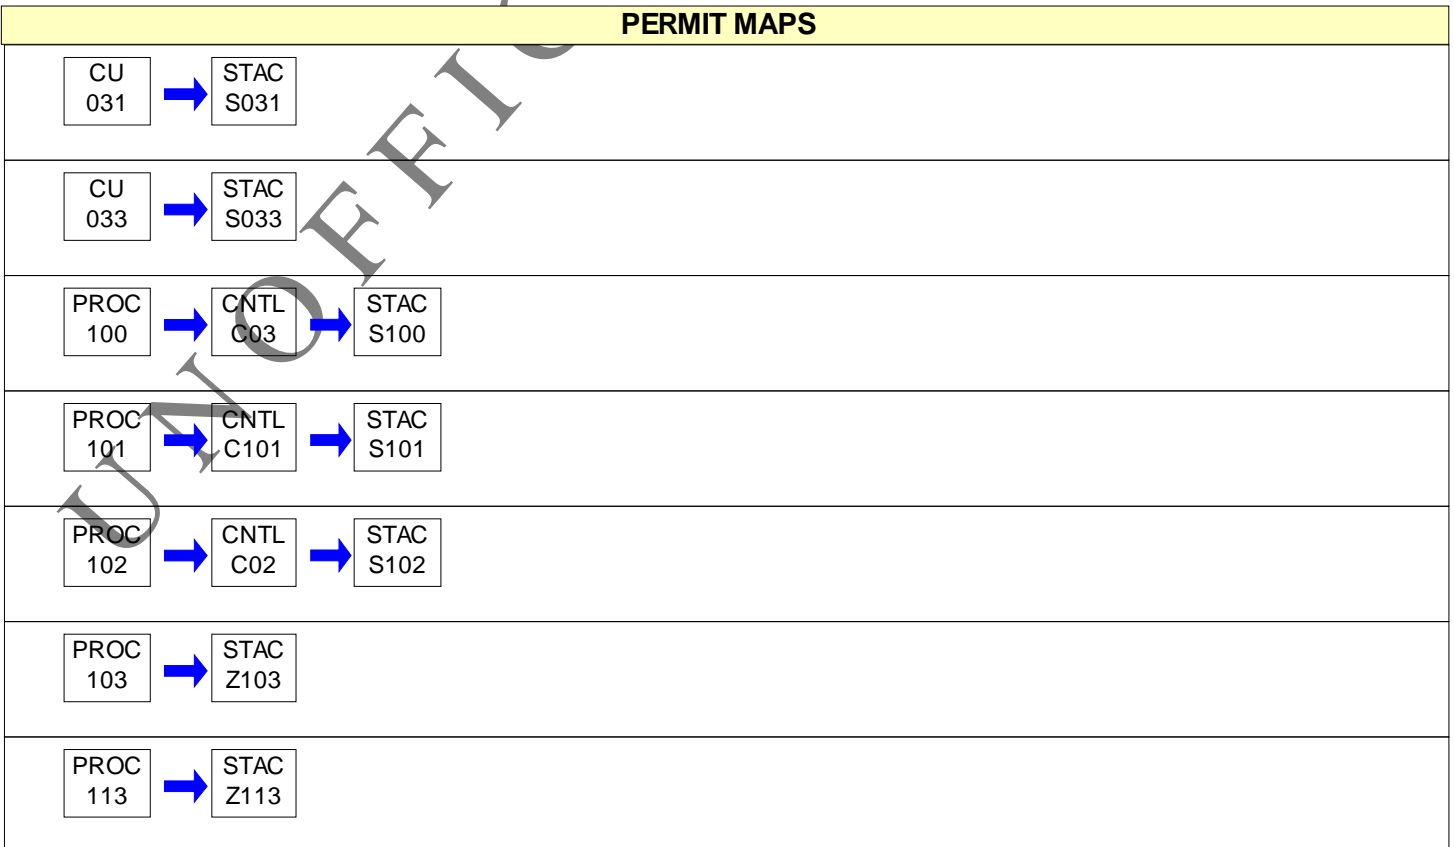 PERMIT MAPS
CU
031
STAC
S031
CU
033
STAC
S033
PROC
100
CNTL
C03
STAC
S100
PROC
101
CNTL
C101
STAC
S101
PROC
102
CNTL
C02
STAC
S102
PROC
103
STAC
Z103
PROC
113
STAC
Z113